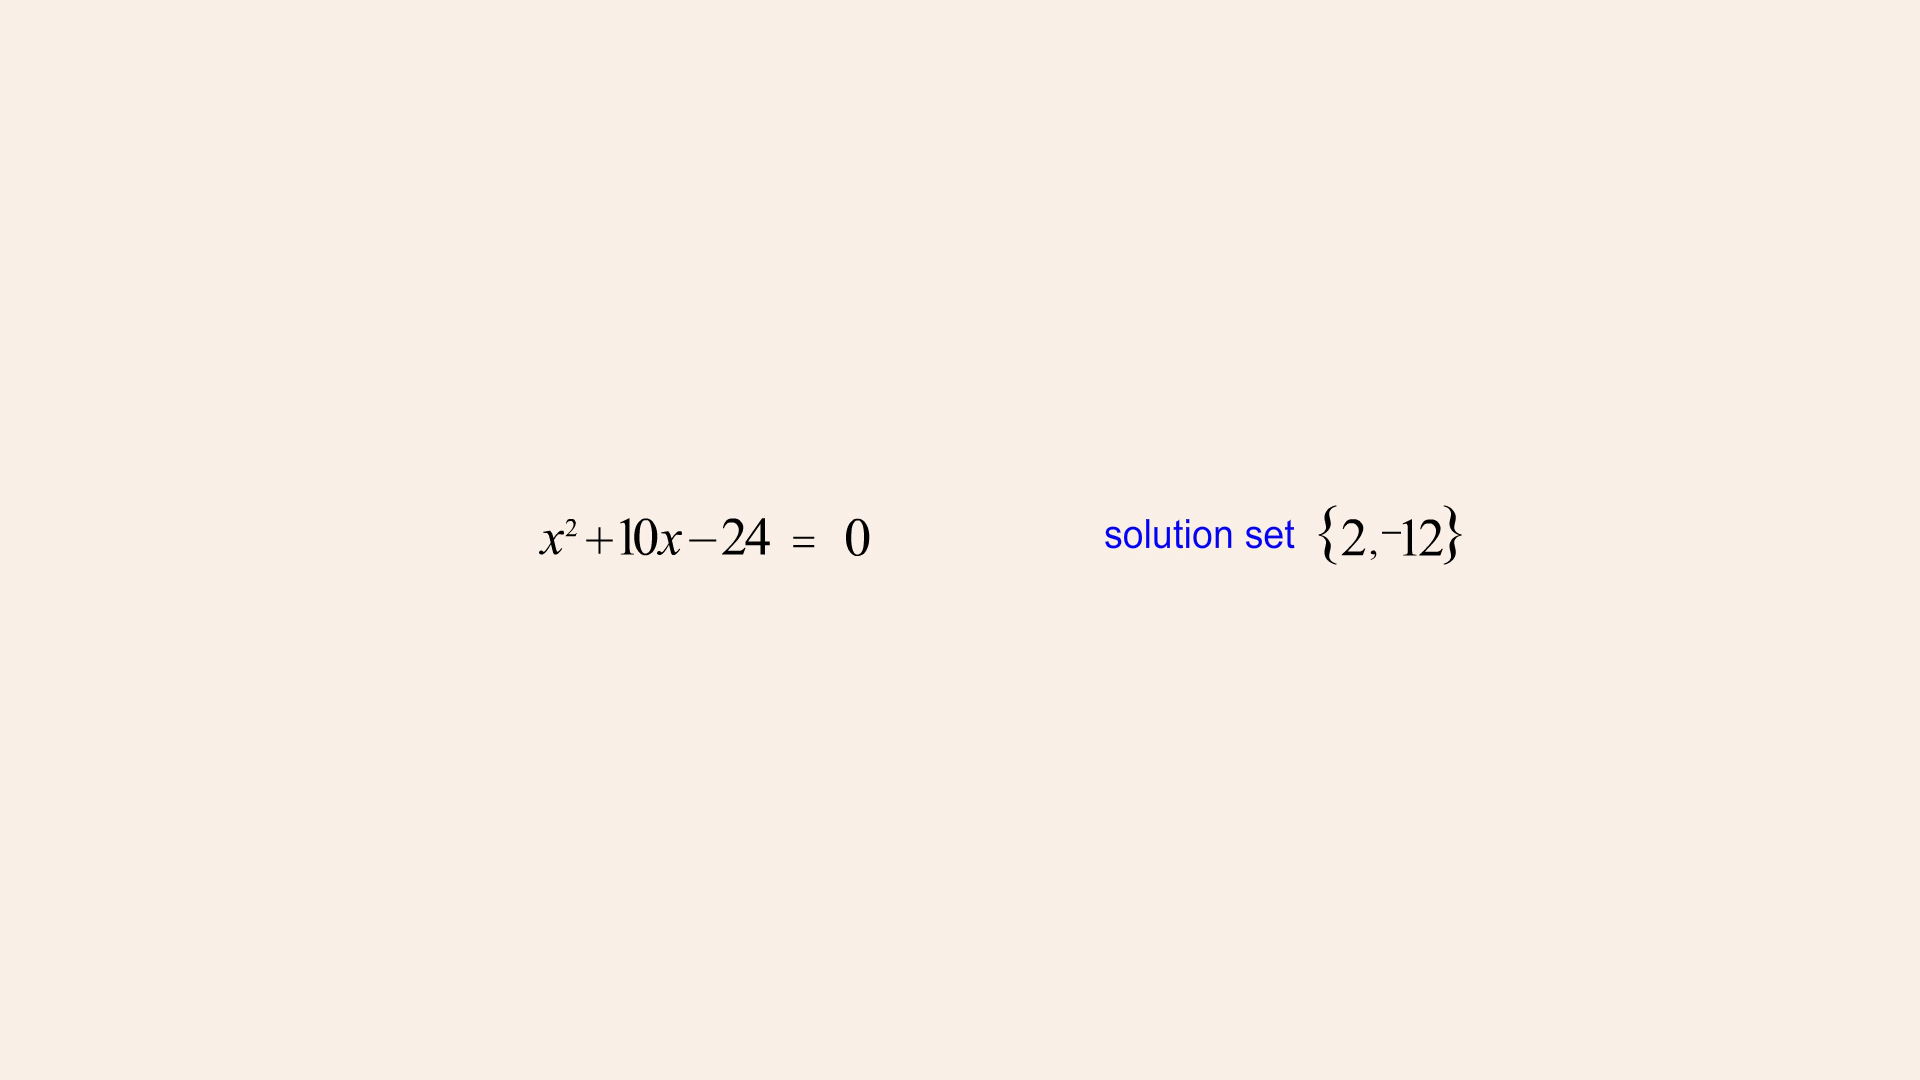 x² + 10x − 24 = 0 solution set {2, ⁻12}